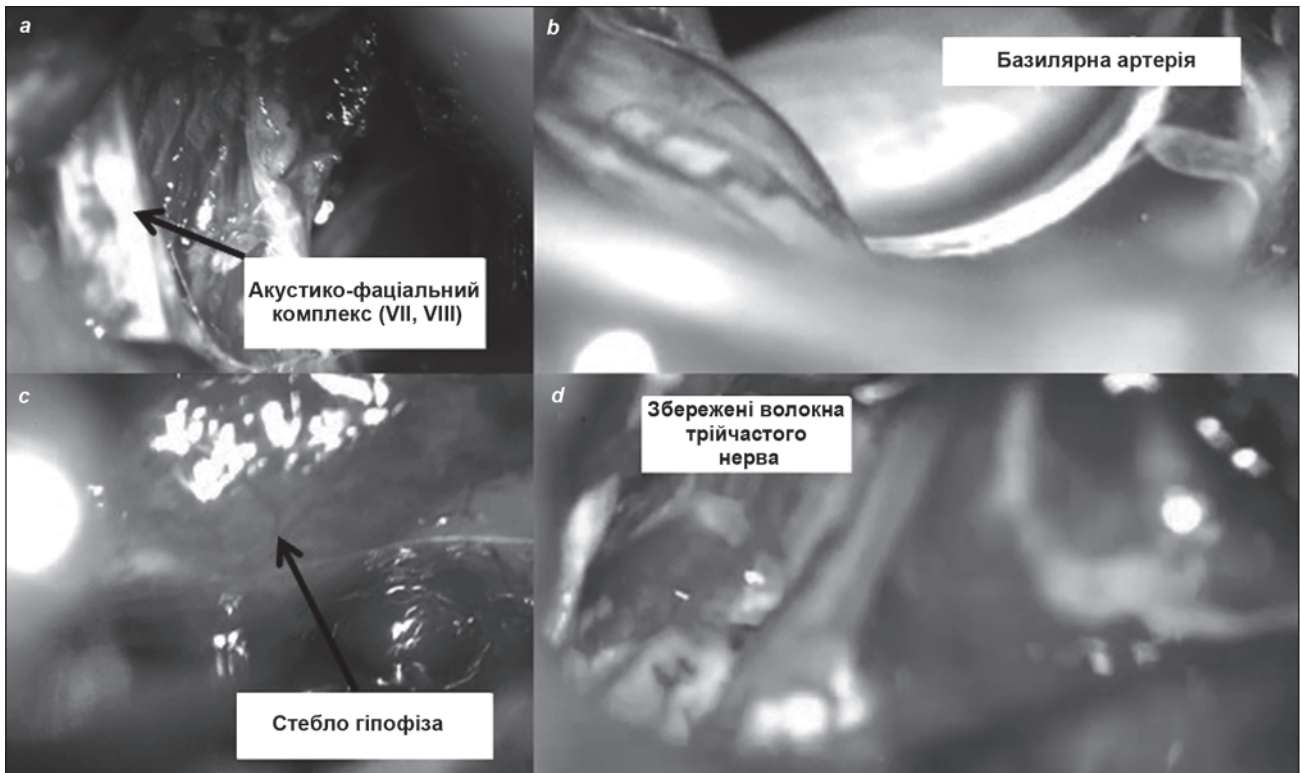 a
Акустико-фаціальний
комплекс (VII, VIII)
b
Базилярна артерія
c
Стебло гіпофіза
d
Збережені волокна
трійчастого
нерва